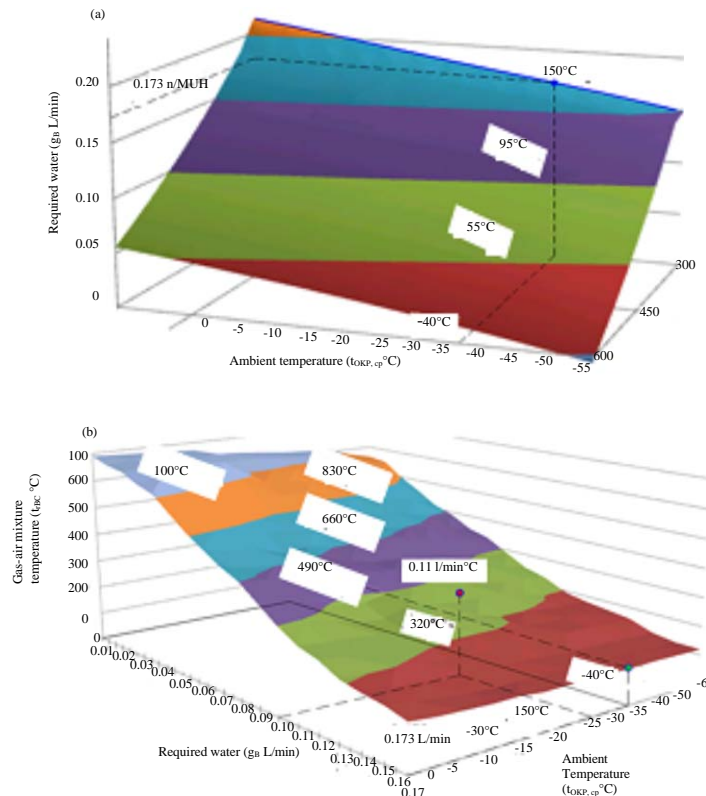 (a)
Required water (gB L/min)
0.20
0.15
0.10
0.05
0
0.173 n/MUH
150°C
95°C
55°C
-40°C
0
-5
-10
-15
-20
-25
-30
-35
-40
-45
-50
-55
300
450
600
Ambient temperature (tOKP, cp°C)
(b)
Gas-air mixture
temperature (tΓBC °C)
100
600
500
400
300
200
0
0
100°C
830°C
660°C
490°C
0.11 l/min°C
320°C
-40°C
150°C
-30°C
0.173 L/min
0.01
0.02
0.03
0.04
0.05
0.06
0.07
0.08
0.09
0.10
0.11
0.12
0.13
0.14
0.15
0.16
0.17
Required water (gB L/min)
0
-5
-10
-15
-20
-25
-30
-35
-40
-50
Ambient
Temperature
(tOKP, cp°C)